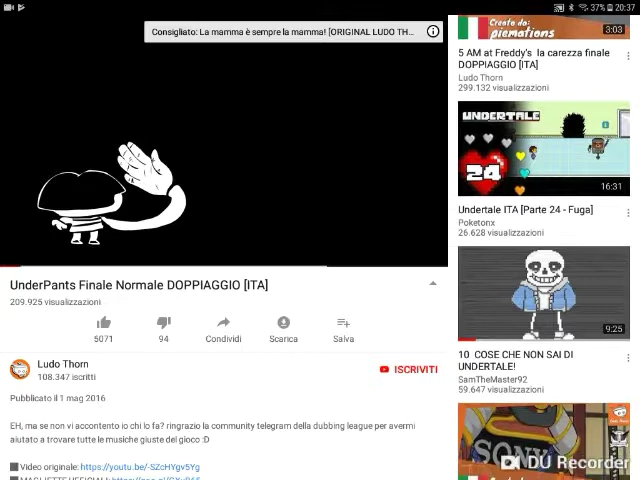 37% 20:37
Consigliato: La mamma è sempre la mamma! [ORIGINAL LUDO TH...
UnderPants Finale Normale DOPPIAGGIO [ITA]
209.925 visualizzazioni
5071
94
Condividi
Scarica
Salva
Ludo Thorn
108.347 iscritti
ISCRIVITI
Pubblicato il 1 mag 2016
EH, ma se non vi accontento io chi lo fa? ringrazio la community telegram della dubbing league per avermi
aiutato a trovare tutte le musiche giuste del gioco :D
Video originale: https://youtu.be/-SZcHYgv5Yg
Creato da:
piemations
3:03
5 AM at Freddy's la carezza finale
DOPPIAGGIO [ITA]
Ludo Thorn
299.132 visualizzazioni
UNDERTALE
24
16:31
Undertale ITA [Parte 24 - Fuga]
Poketonx
26.628 visualizzazioni
9:25
10 COSE CHE NON SAI DI
UNDERTALE!
SamTheMaster92
59.647 visualizzazioni
SONY
DU Recorder